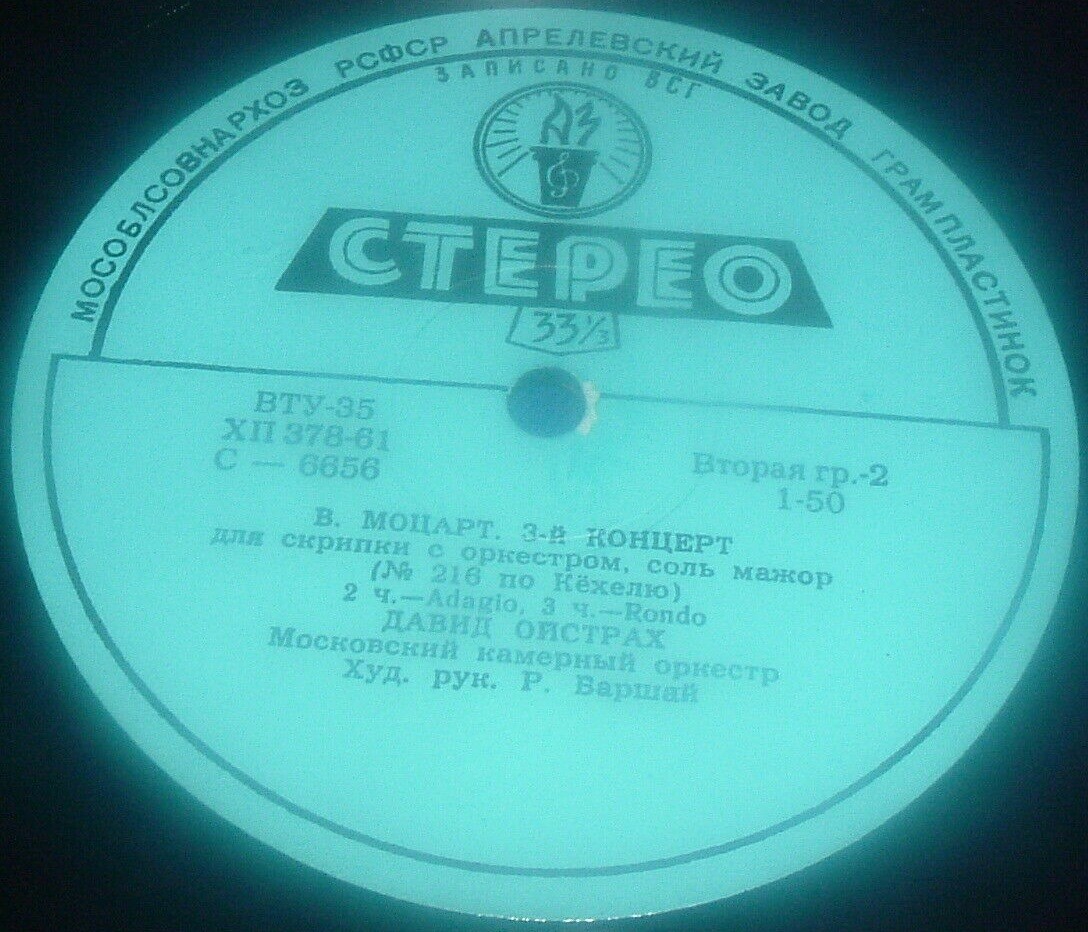 МОСОБЛСОВНАРХОЗ РСФСР АПРЕЛЕВСКИЙ ЗАВОД ГРАМПЛАСТИНОК
ЗАПИСАНО ВСГ
АЗ
СТЕРЕО
33⅓
ВТУ-35
ХП 378-61
С — 6656
Вторая гр.-2
1-50
В. МОЦАРТ. 3-й КОНЦЕРТ
для скрипки с оркестром, соль мажор
(№ 216 по Кёхелю)
2 ч.—Adagio, 3 ч.—Rondo
ДАВИД ОЙСТРАХ
Московский камерный оркестр
Худ. рук. Р. Баршай